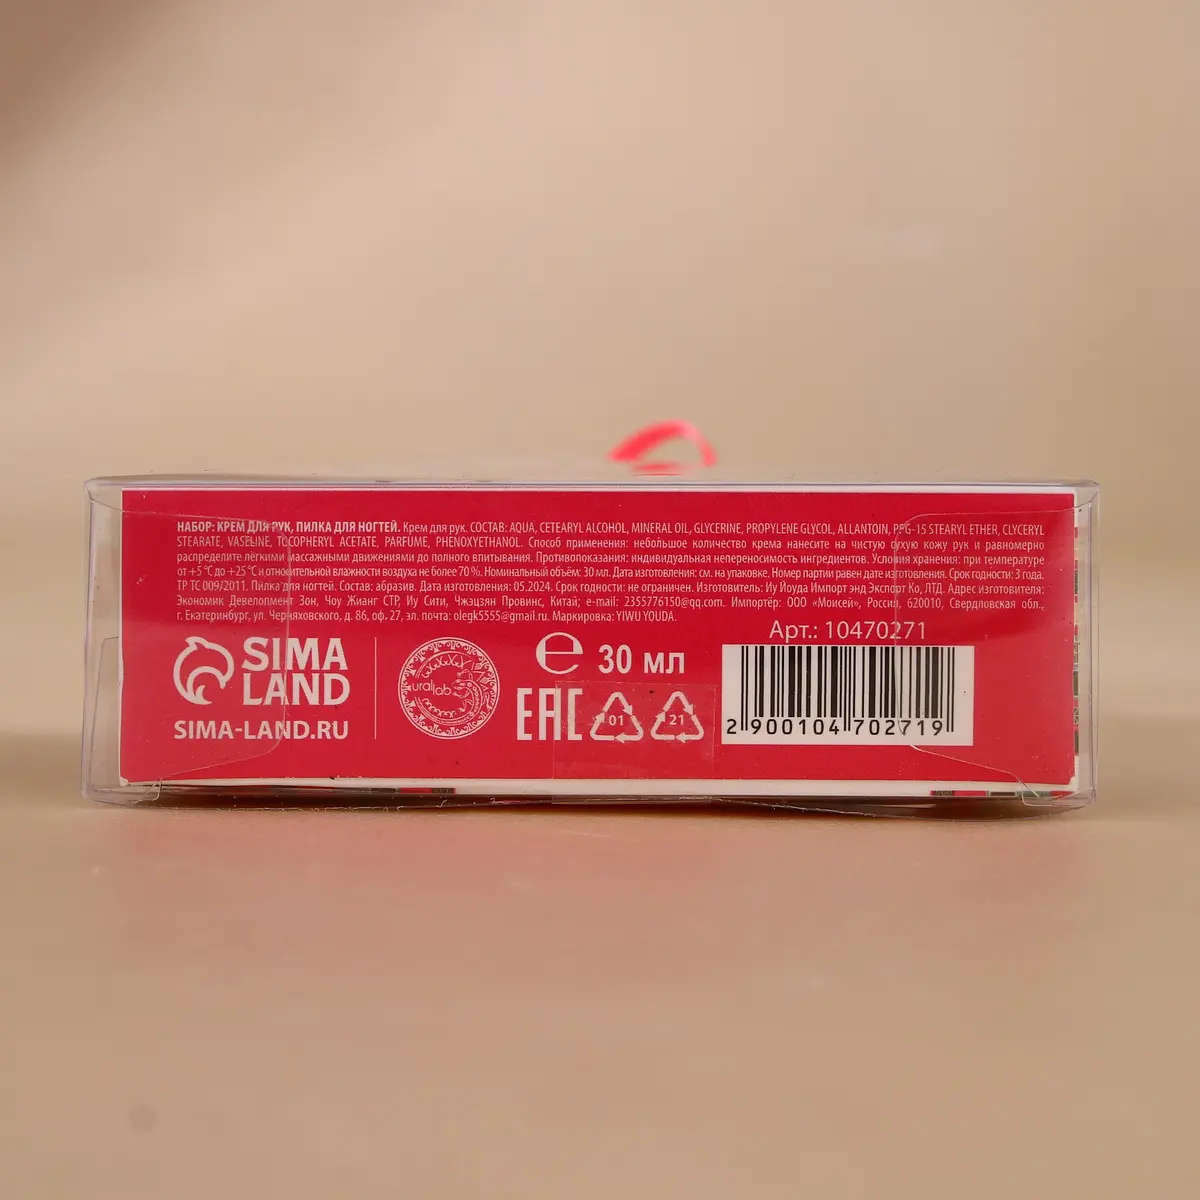 НАБОР: КРЕМ ДЛЯ РУК, ПИЛКА ДЛЯ НОГТЕЙ. Крем для рук. СОСТАВ: AQUA, CETEARYL ALCOHOL, MINERAL OIL, GLYCERINE, PROPYLENE GLYCOL, ALLANTOIN, PPG-15 STEARYL ETHER, CLYCERYL
STEARATE, VASELINE, TOCOPHERYL ACETATE, PARFUME, PHENOXYETHANOL. Способ применения: небольшое количество крема нанесите на чистую сухую кожу рук и равномерно
распределите лёгкими массажными движениями до полного впитывания. Противопоказания: индивидуальная непереносимость ингредиентов. Условия хранения: при температуре
от +5 °C до +25 °C и относительной влажности воздуха не более 70 %. Номинальный объём: 30 мл. Дата изготовления: см. на упаковке. Номер партии равен дате изготовления. Срок годности: 3 года.
ТР ТС 009/2011. Пилка для ногтей. Состав: абразив. Дата изготовления: 05.2024. Срок годности: не ограничен. Изготовитель: Иу Йоуда Импорт энд Экспорт Ко, ЛТД. Адрес изготовителя:
Экономик Девелопмент Зон, Чоу Жианг СТР, Иу Сити, Чжэцзян Провинс, Китай; e-mail: 2355776150@qq.com. Импортёр: ООО «Моисей», Россия, 620010, Свердловская обл.,
г. Екатеринбург, ул. Черняховского, д. 86, оф. 27, эл. почта: olegk5555@gmail.ru. Маркировка: YIWU YOUDA.
SIMA
LAND
SIMA-LAND.RU
ural lab
℮ 30 мл
EAC 01 21
Арт.: 10470271
2 900104 702719